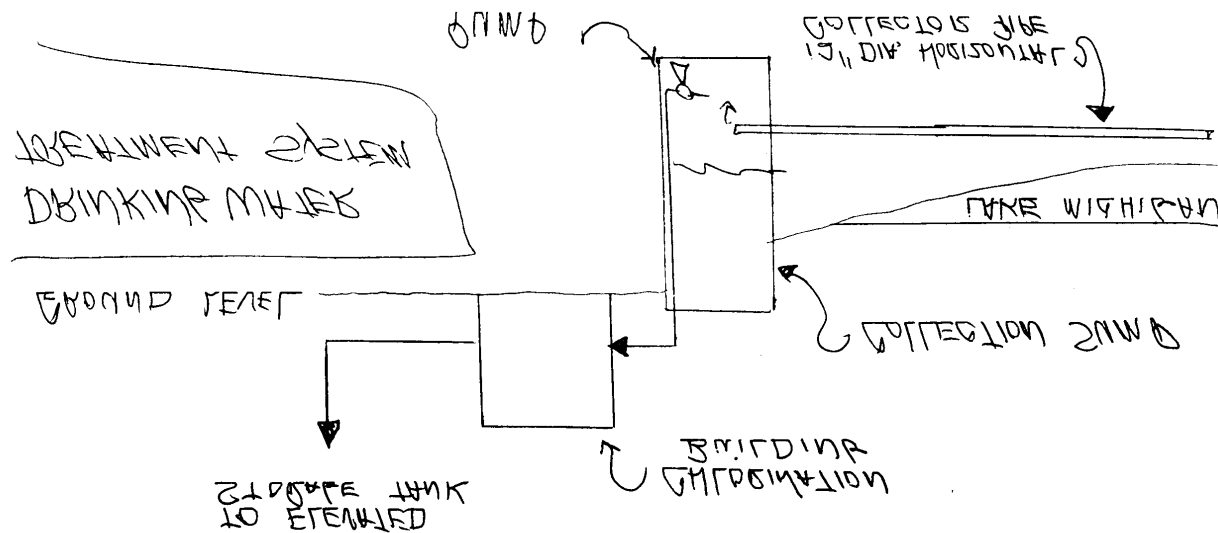 TO ELEVATED
STORAGE TANK
CHLORINATION
BUILDING
COLLECTION SUMP
GROUND LEVEL
LAKE MICHIGAN
DRINKING WATER
TREATMENT SYSTEM
12" DIA. HORIZONTAL
COLLECTOR PIPE
PUMP